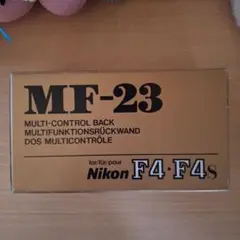 MF-23
MULTI-CONTROL BACK
MULTIFUNKTIONSRÜCKWAND
DOS MULTICONTRÔLE
for/für/pour
Nikon F4·F4s